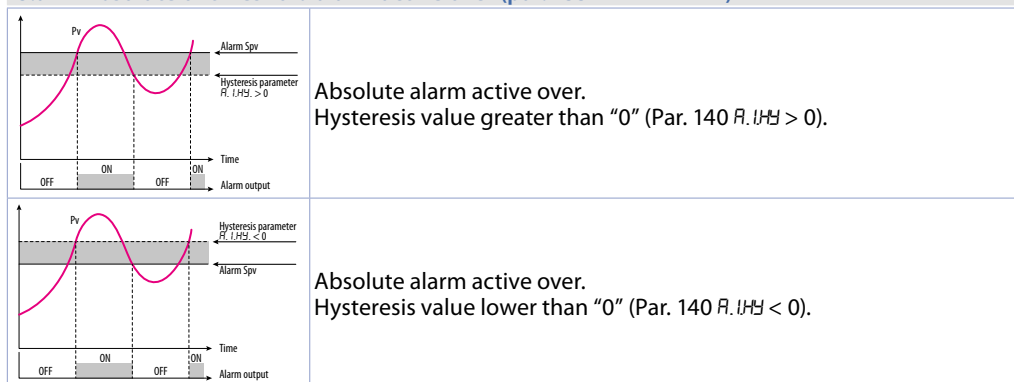 Pv
Alarm Spv
Hysteresis parameter
A. 1.HY. > 0
Time
ON
ON
OFF
OFF
Alarm output
Absolute alarm active over.
Hysteresis value greater than “0” (Par. 140 A. 1.HY > 0).
Pv
Hysteresis parameter
A. 1.HY. < 0
Alarm Spv
Time
ON
ON
OFF
OFF
Alarm output
Absolute alarm active over.
Hysteresis value lower than “0” (Par. 140 A. 1.HY < 0).